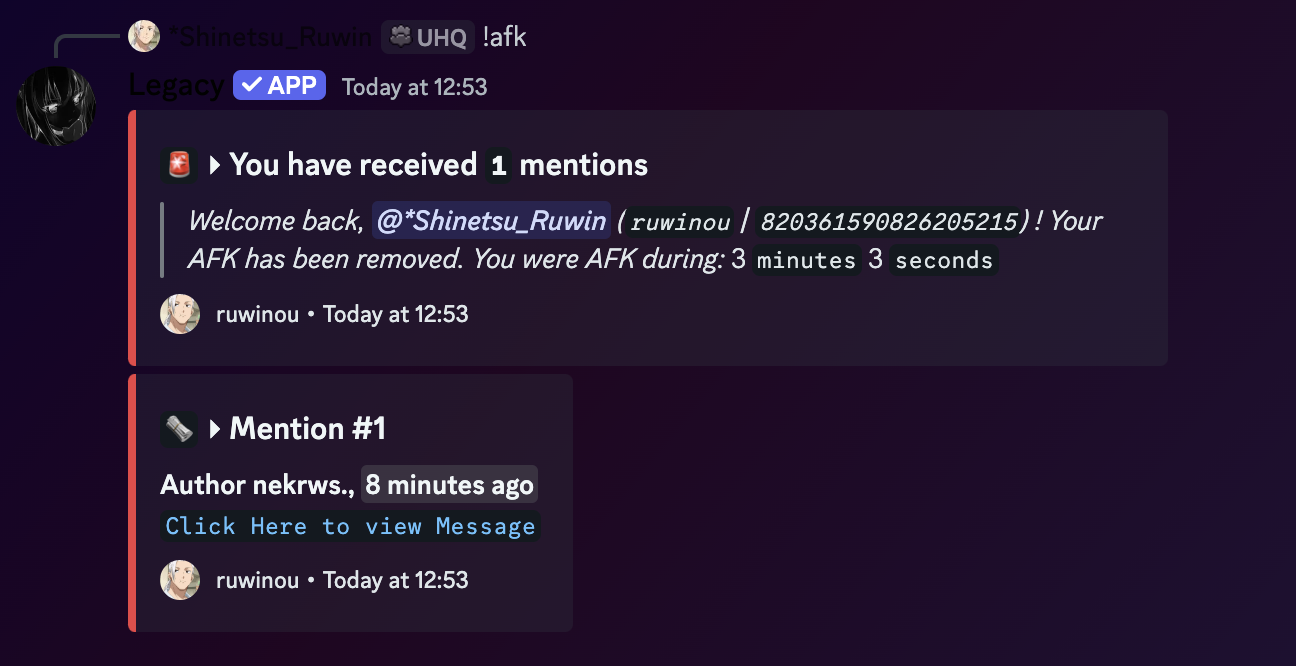 *Shinetsu_Ruwin UHQ !afk
Legacy APP Today at 12:53
You have received 1 mentions
Welcome back, @*Shinetsu_Ruwin (ruwinou | 820361590826205215) ! Your
AFK has been removed. You were AFK during: 3 minutes 3 seconds
ruwinou • Today at 12:53
Mention #1
Author nekrws., 8 minutes ago
Click Here to view Message
ruwinou • Today at 12:53